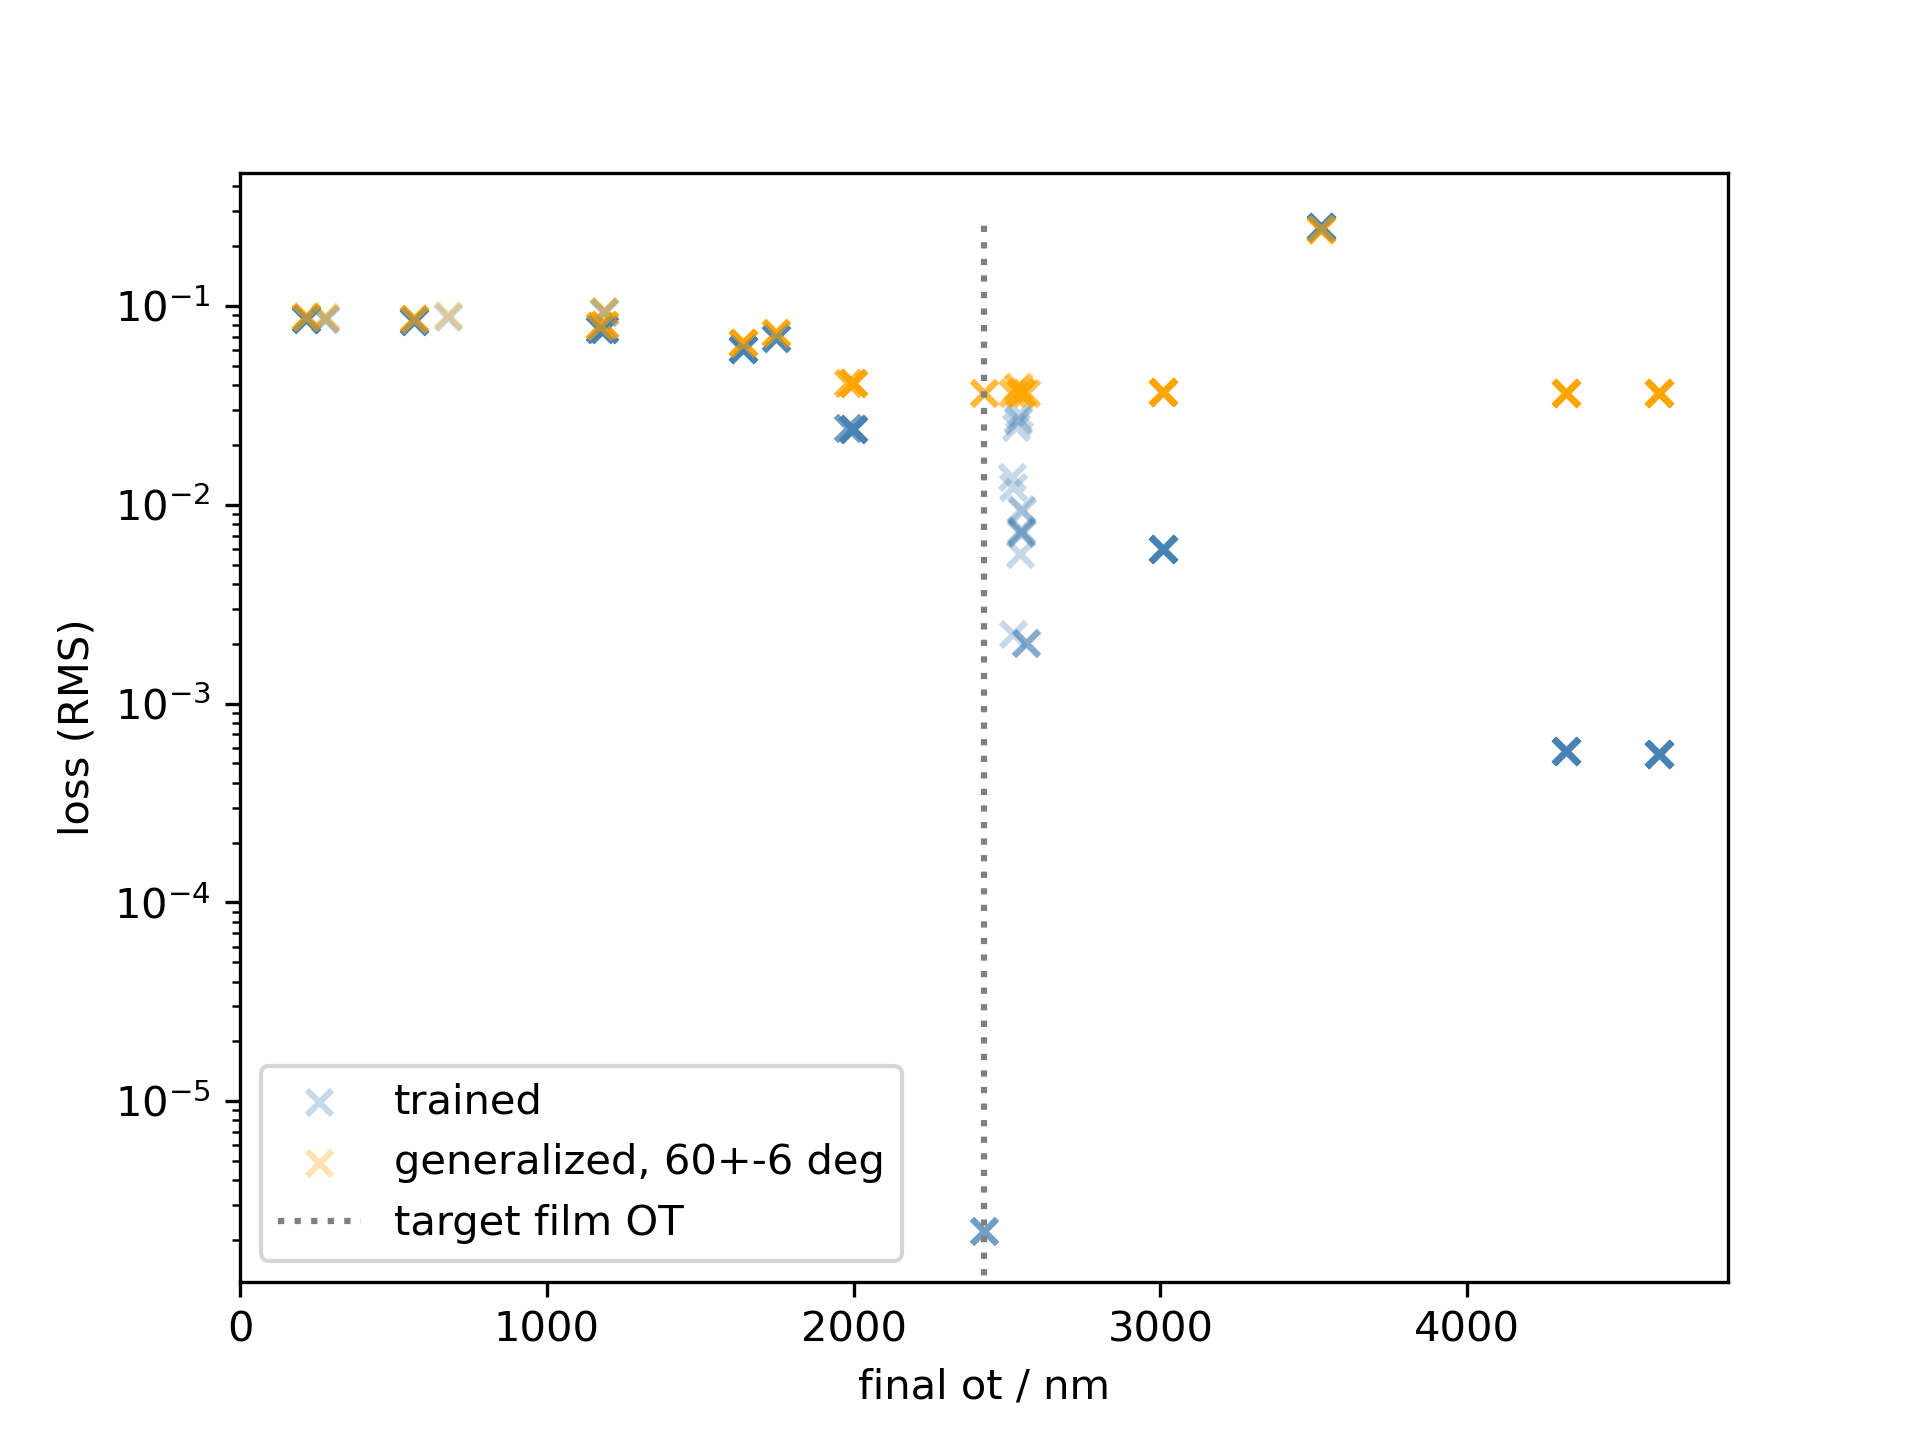 10⁻¹
10⁻²
10⁻³
10⁻⁴
10⁻⁵
loss (RMS)
trained
generalized, 60+-6 deg
target film OT
0 1000 2000 3000 4000
final ot / nm